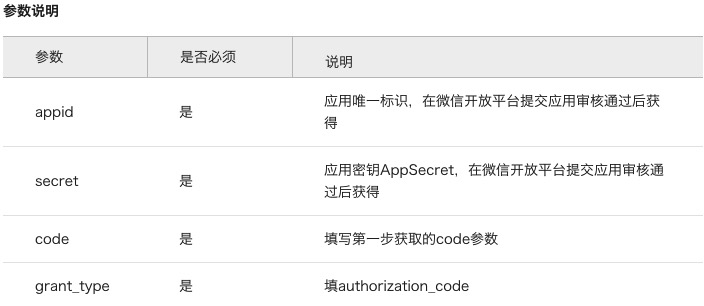 参数说明
参数 是否必须 说明
appid 是 应用唯一标识，在微信开放平台提交应用审核通过后获
得
secret 是 应用密钥AppSecret，在微信开放平台提交应用审核通
过后获得
code 是 填写第一步获取的code参数
grant_type 是 填authorization_code